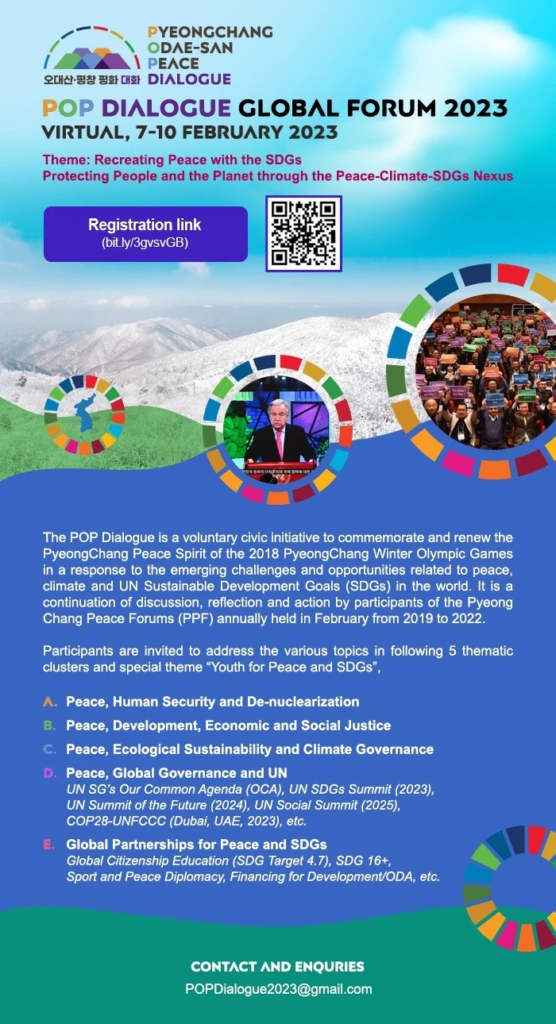 PYEONGCHANG
ODAE-SAN
PEACE
DIALOGUE
오대산·평창 평화 대화
POP DIALOGUE GLOBAL FORUM 2023
VIRTUAL, 7-10 FEBRUARY 2023
Theme: Recreating Peace with the SDGs
Protecting People and the Planet through the Peace-Climate-SDGs Nexus
Registration link
(bit.ly/3gvsvGB)
The POP Dialogue is a voluntary civic initiative to commemorate and renew the
PyeongChang Peace Spirit of the 2018 PyeongChang Winter Olympic Games
in a response to the emerging challenges and opportunities related to peace,
climate and UN Sustainable Development Goals (SDGs) in the world. It is a
continuation of discussion, reflection and action by participants of the Pyeong
Chang Peace Forums (PPF) annually held in February from 2019 to 2022.
Participants are invited to address the various topics in following 5 thematic
clusters and special theme “Youth for Peace and SDGs”,
A. Peace, Human Security and De-nuclearization
B. Peace, Development, Economic and Social Justice
C. Peace, Ecological Sustainability and Climate Governance
D. Peace, Global Governance and UN
UN SG's Our Common Agenda (OCA), UN SDGs Summit (2023),
UN Summit of the Future (2024), UN Social Summit (2025),
COP28-UNFCCC (Dubai, UAE, 2023), etc.
E. Global Partnerships for Peace and SDGs
Global Citizenship Education (SDG Target 4.7), SDG 16+,
Sport and Peace Diplomacy, Financing for Development/ODA, etc.
CONTACT AND ENQURIES
POPDialogue2023@gmail.com